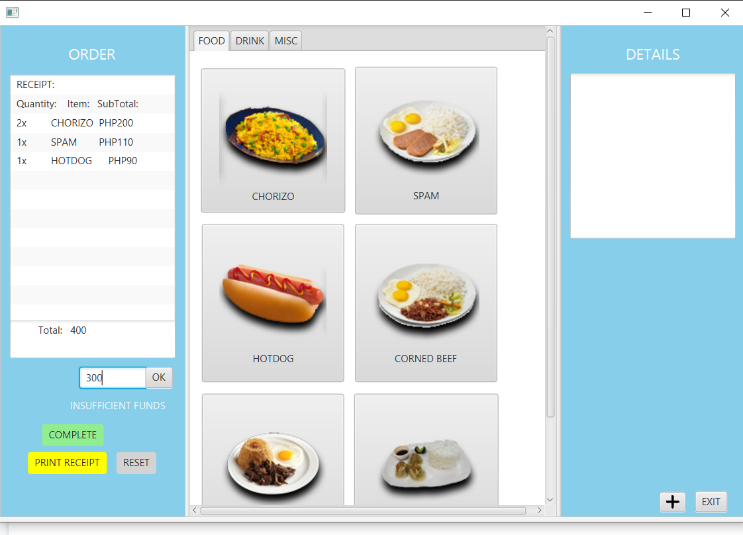 ORDER
RECEIPT:
Quantity: Item: SubTotal:
2x CHORIZO PHP200
1x SPAM PHP110
1x HOTDOG PHP90
Total: 400
300 OK
INSUFFICIENT FUNDS
COMPLETE
PRINT RECEIPT RESET
FOOD DRINK MISC
CHORIZO SPAM
HOTDOG CORNED BEEF
DETAILS
EXIT